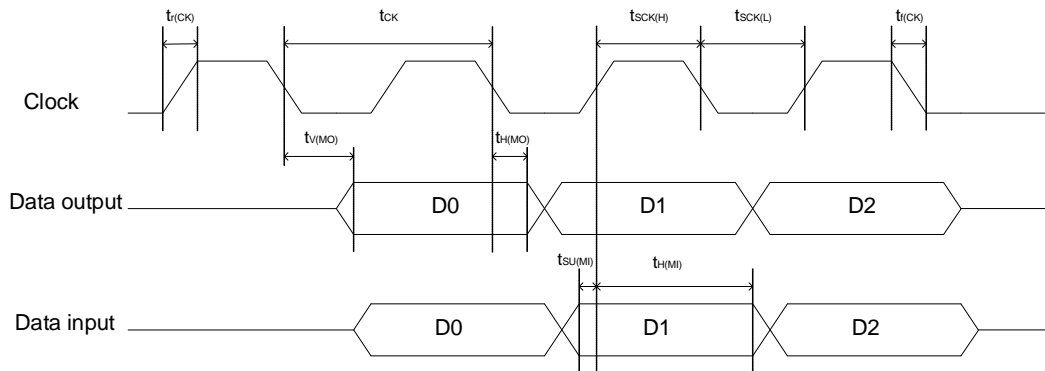 tr(CK) tCK tSCK(H) tSCK(L) tf(CK)
Clock
tV(MO) tH(MO)
Data output D0 D1 D2
tSU(MI) tH(MI)
Data input D0 D1 D2